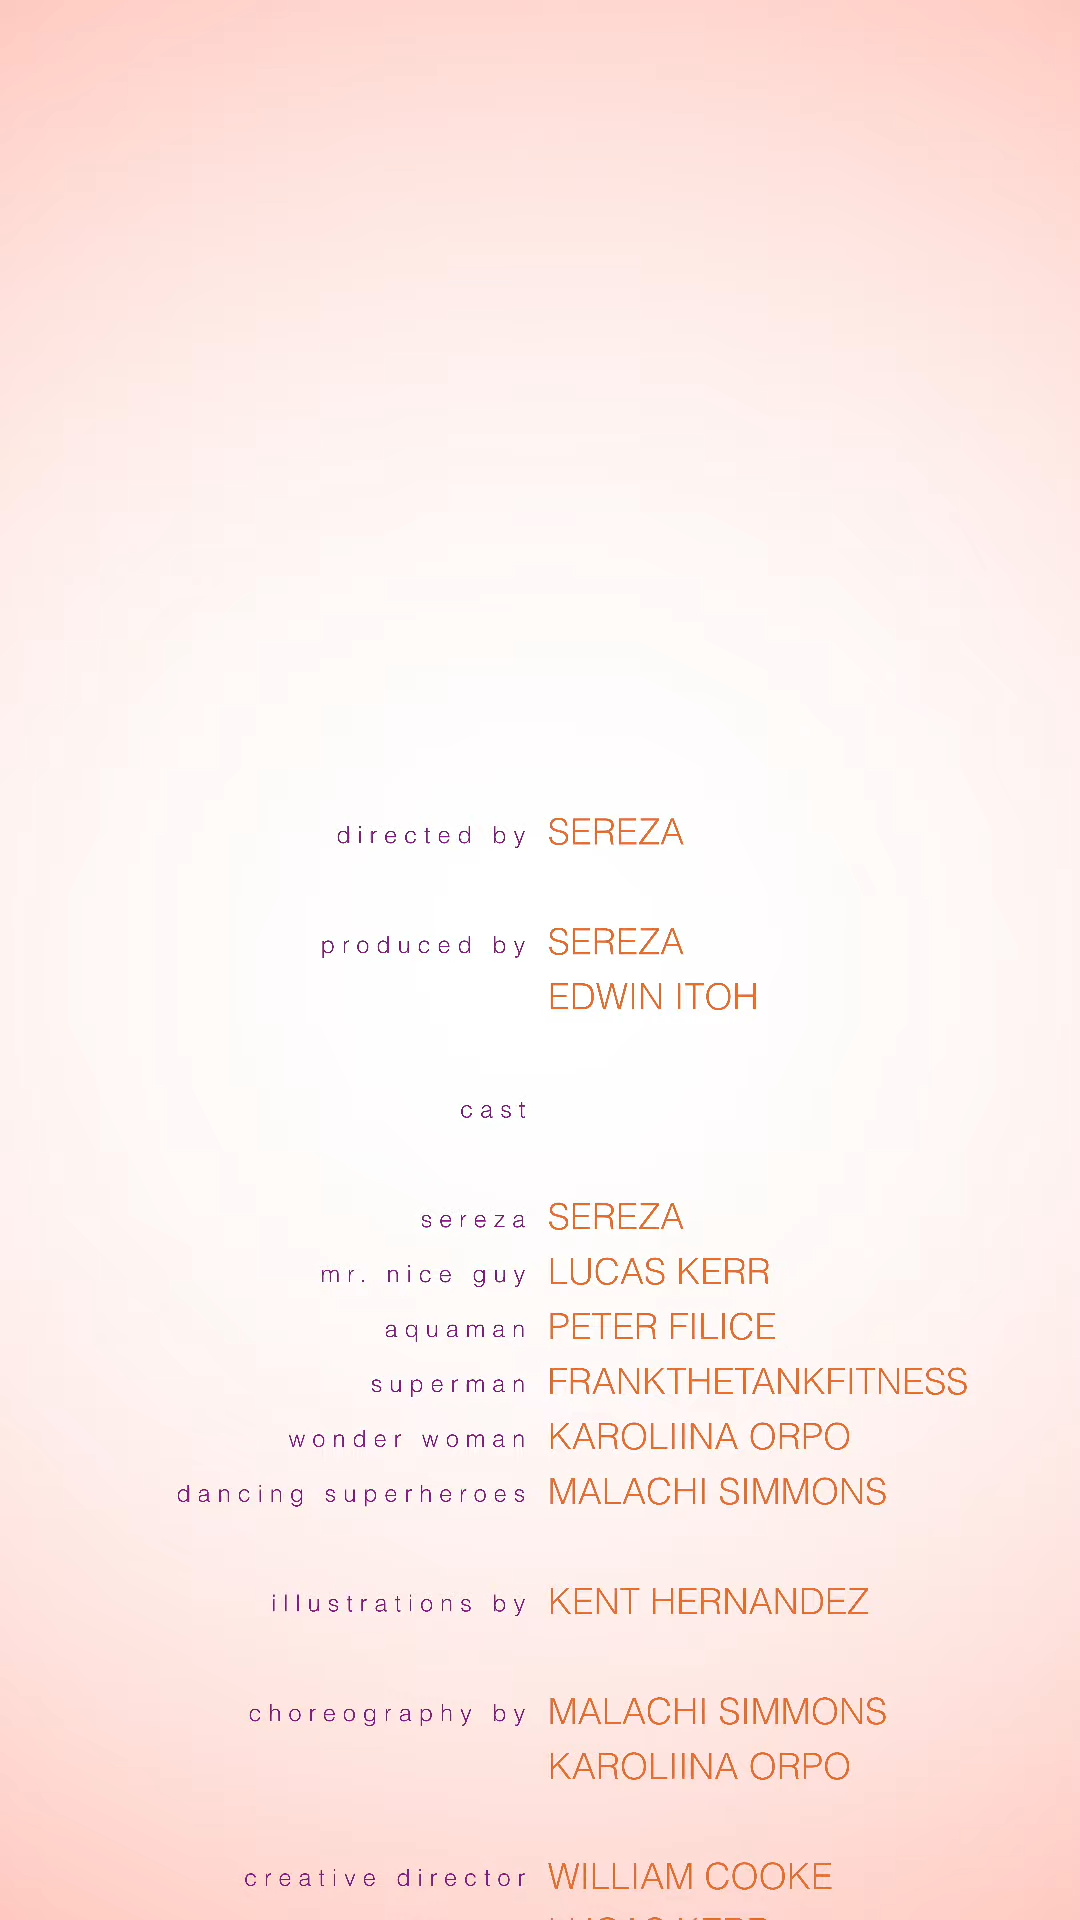 directed by SEREZA
produced by SEREZA
EDWIN ITOH
cast
sereza SEREZA
mr. nice guy LUCAS KERR
aquaman PETER FILICE
superman FRANKTHETANKFITNESS
wonder woman KAROLIINA ORPO
dancing superheroes MALACHI SIMMONS
illustrations by KENT HERNANDEZ
choreography by MALACHI SIMMONS
KAROLIINA ORPO
creative director WILLIAM COOKE